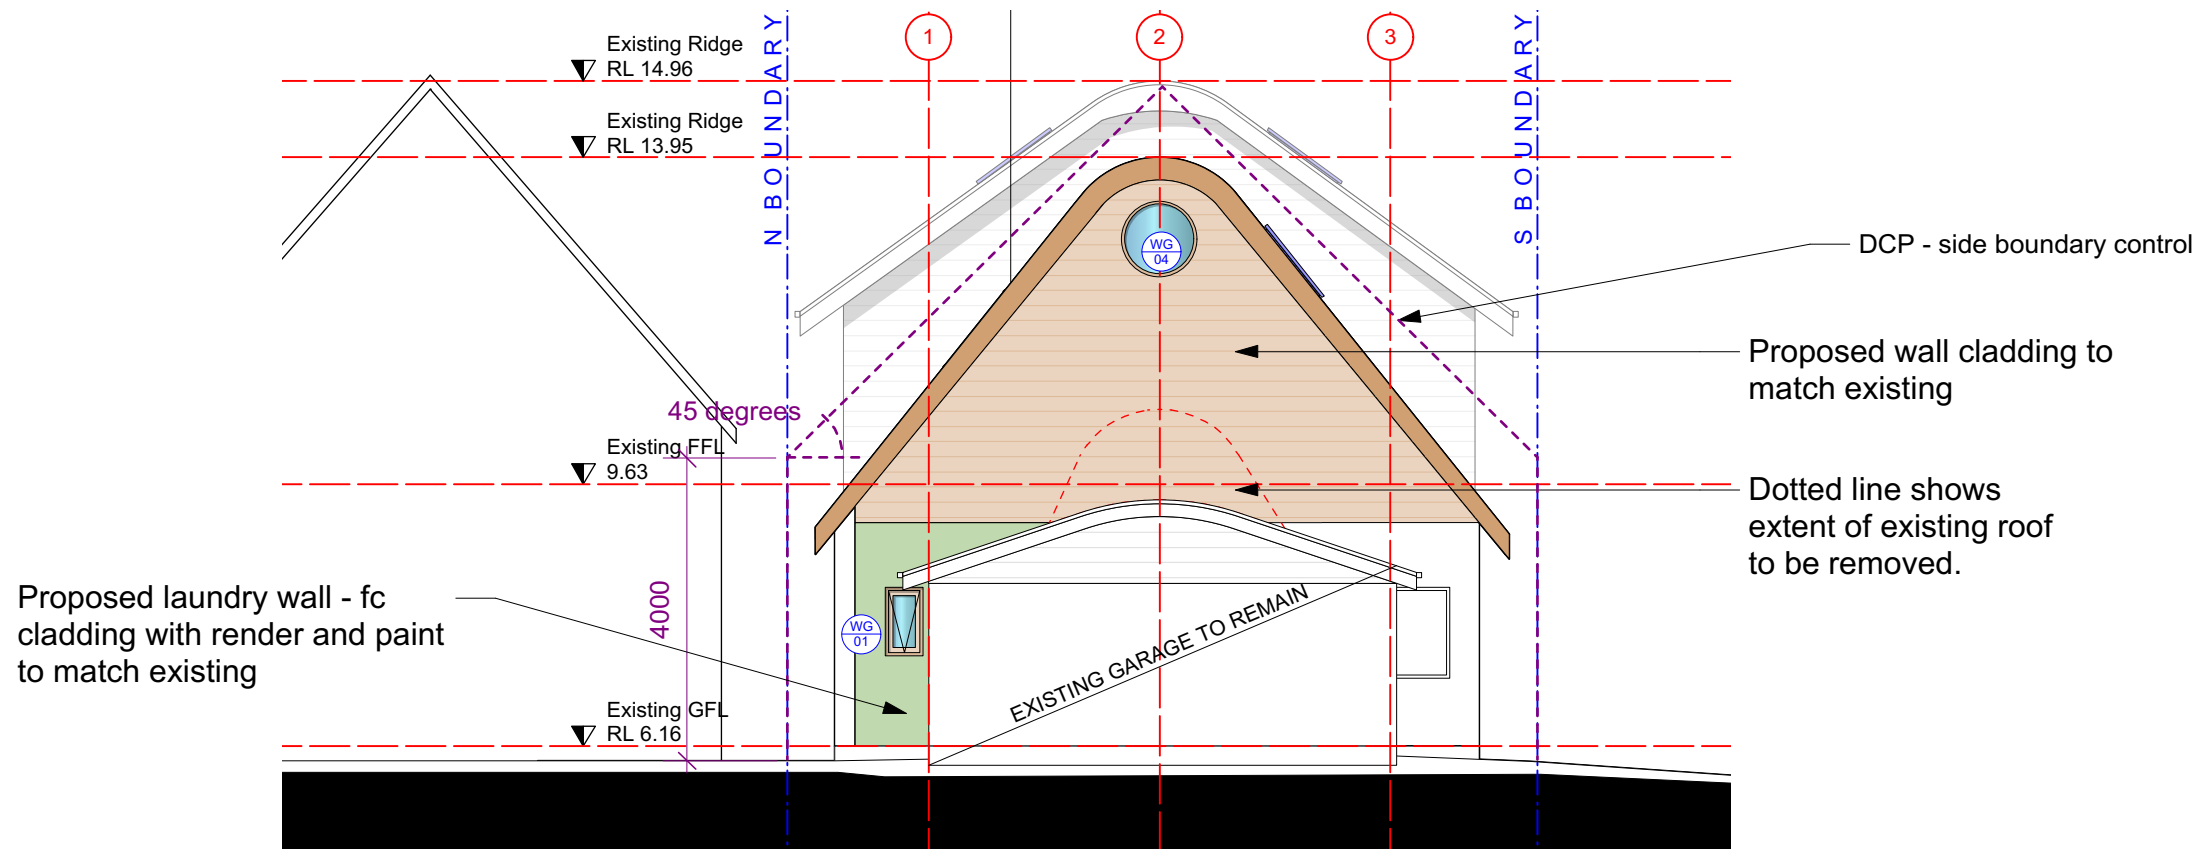 1
2
3
N BOUNDARY
S BOUNDARY
Existing Ridge
RL 14.96
Existing Ridge
RL 13.95
WG
04
DCP - side boundary control
Proposed wall cladding to
match existing
45 degrees
Existing FFL
9.63
Dotted line shows
extent of existing roof
to be removed.
4000
Proposed laundry wall - fc
cladding with render and paint
to match existing
WG
01
EXISTING GARAGE TO REMAIN
Existing GFL
RL 6.16